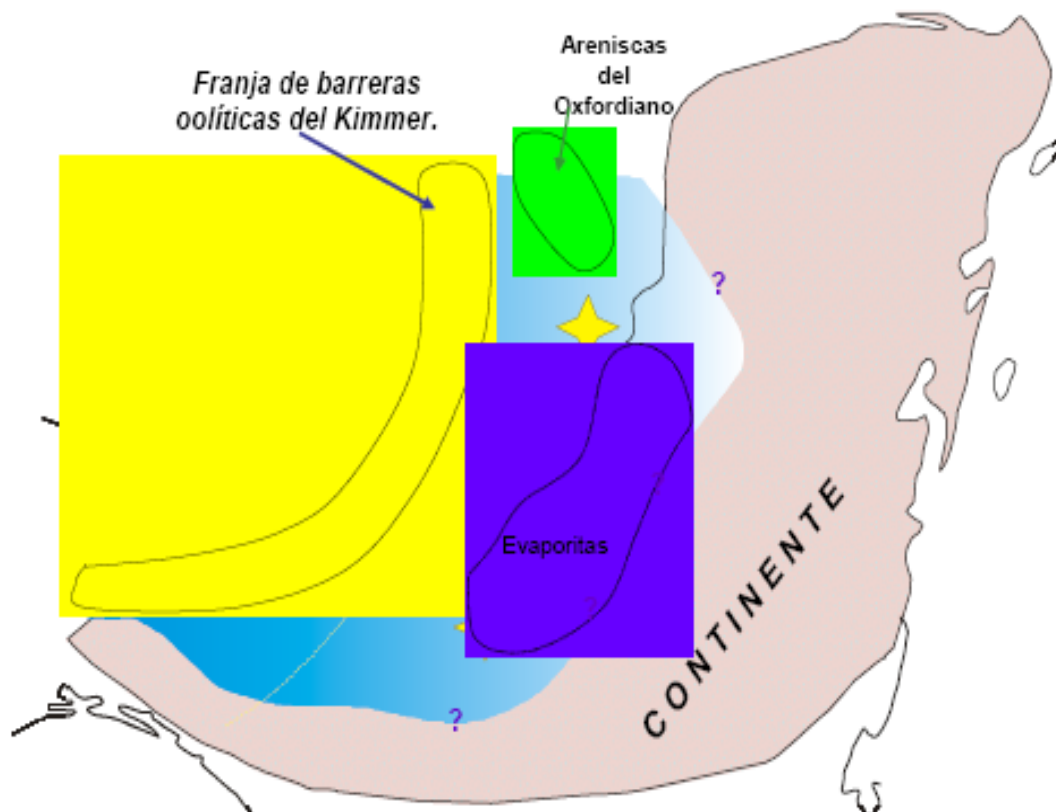 Areniscas
del
Oxfordiano
Franja de barreras
oolíticas del Kimmer.
?
Evaporitas
?
CONTINENTE
?